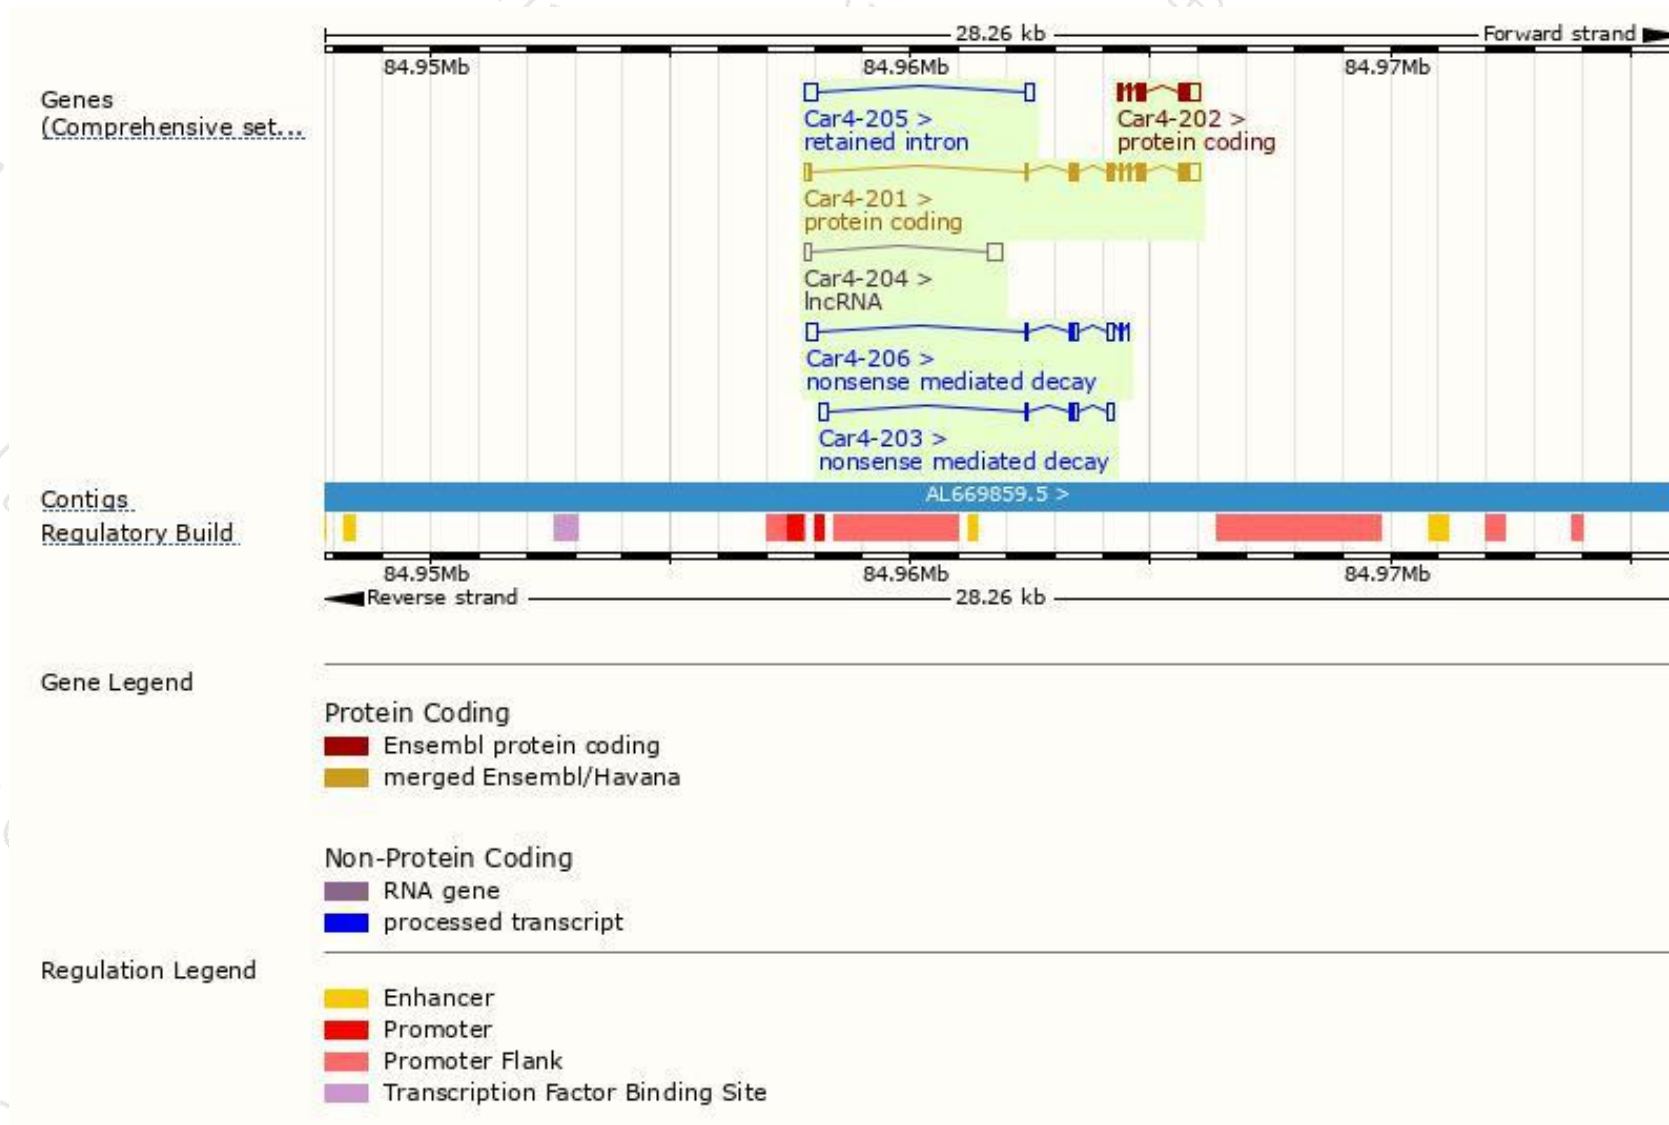 28.26 kb Forward strand
84.95Mb 84.96Mb 84.97Mb
Genes
(Comprehensive set...
Car4-205 >
retained intron
Car4-202 >
protein coding
Car4-201 >
protein coding
Car4-204 >
lncRNA
Car4-206 >
nonsense mediated decay
Car4-203 >
nonsense mediated decay
Contigs
AL669859.5 >
Regulatory Build
84.95Mb 84.96Mb 84.97Mb
Reverse strand 28.26 kb
Gene Legend
Protein Coding
Ensembl protein coding
merged Ensembl/Havana
Non-Protein Coding
RNA gene
processed transcript
Regulation Legend
Enhancer
Promoter
Promoter Flank
Transcription Factor Binding Site